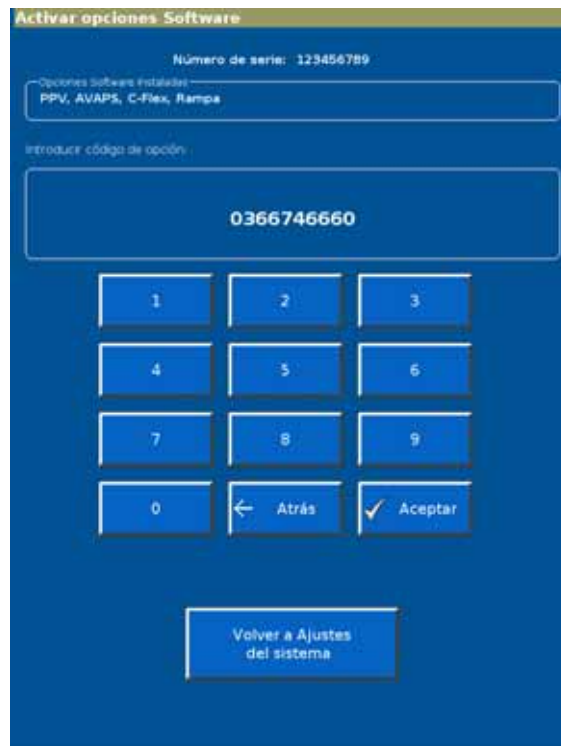 Activar opciones Software
Número de serie: 123456789
Opciones Software Instaladas
PPV, AVAPS, C-Flex, Rampa
Introducir código de opción:
0366746660
1 2 3
4 5 6
7 8 9
0 Atrás Aceptar
Volver a Ajustes
del sistema